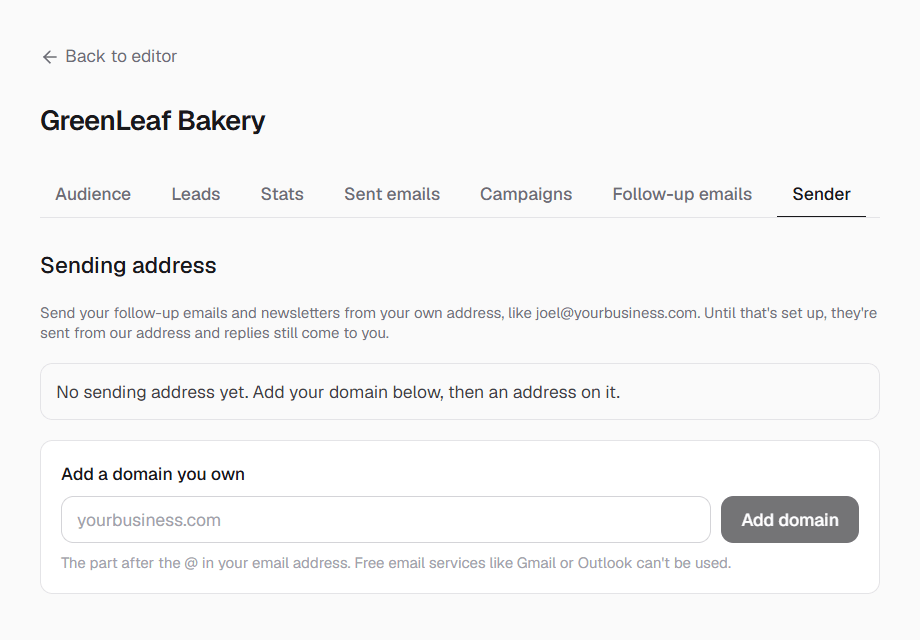 Back to editor
GreenLeaf Bakery
Audience Leads Stats Sent emails Campaigns Follow-up emails Sender
Sending address
Send your follow-up emails and newsletters from your own address, like joel@yourbusiness.com. Until that's set up, they're
sent from our address and replies still come to you.
No sending address yet. Add your domain below, then an address on it.
Add a domain you own
yourbusiness.com Add domain
The part after the @ in your email address. Free email services like Gmail or Outlook can't be used.